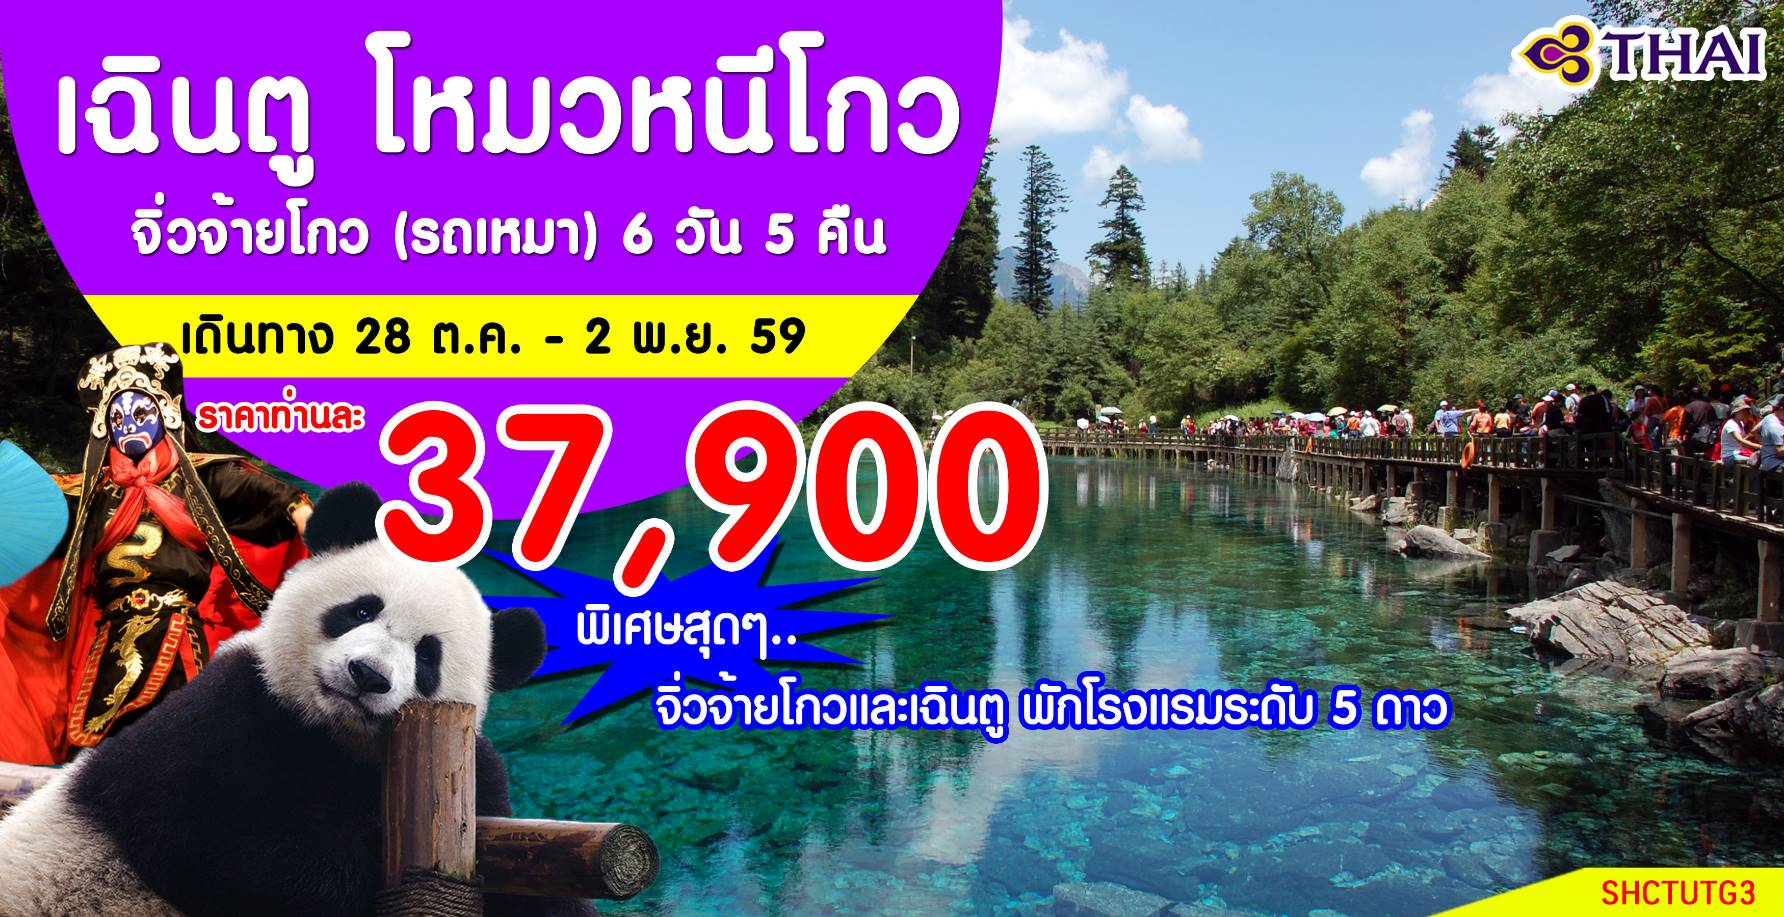 THAI
เฉินตู โหมวหนีโกว
จิ่วจ้ายโกว (รถเหมา) 6 วัน 5 คืน
เดินทาง 28 ต.ค. - 2 พ.ย. 59
ราคาท่านละ 37,900
พิเศษสุดๆ..
จิ่วจ้ายโกวและเฉินตู พักโรงแรมระดับ 5 ดาว
SHCTUTG3